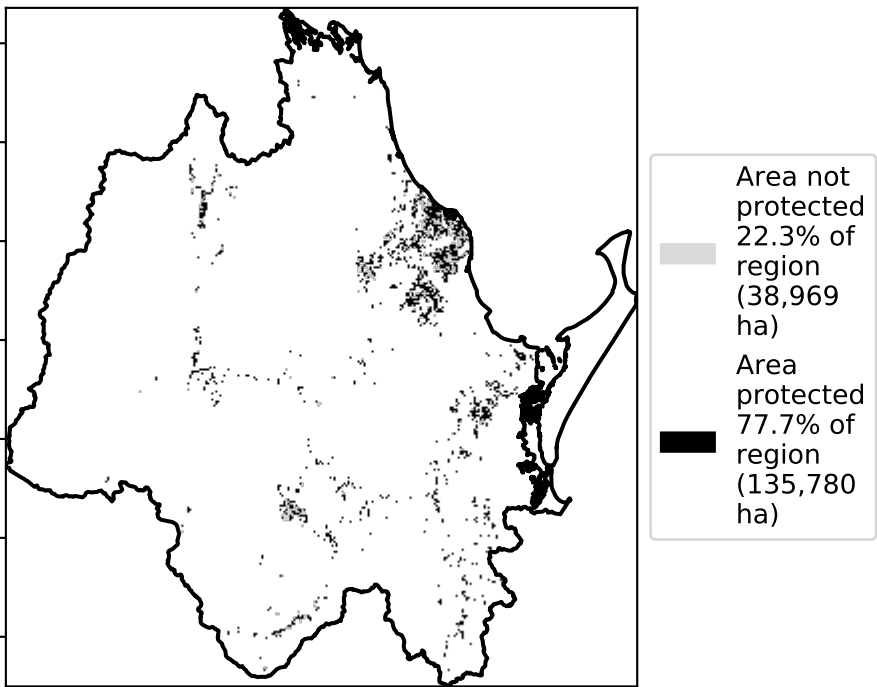 Area not
protected
22.3% of
region
(38,969
ha)
Area
protected
77.7% of
region
(135,780
ha)